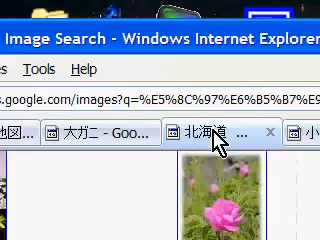 Image Search - Windows Internet Explorer
s Tools Help
s.google.com/images?q=%E5%8C%97%E6%B5%B7%E9
地図... 大ガニ - Goo... 北海道 ... 小